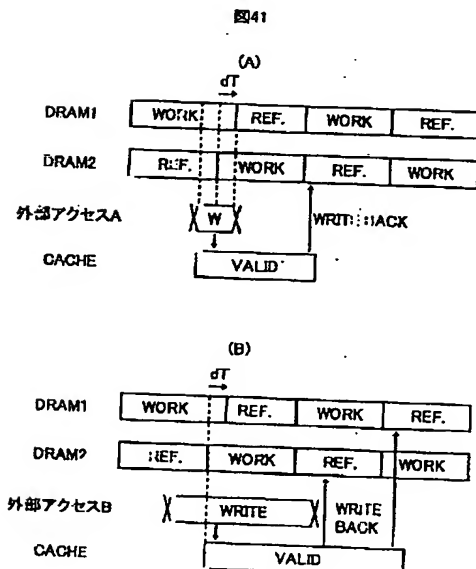 図41
(A)
dT
DRAM1 WORK REF. WORK REF.
DRAM2 REF. WORK REF. WORK
外部アクセスA W WRITE BACK
CACHE VALID
(B)
dT
DRAM1 WORK REF. WORK REF.
DRAM2 REF. WORK REF. WORK
外部アクセスB WRITE WRITE
BACK
CACHE VALID